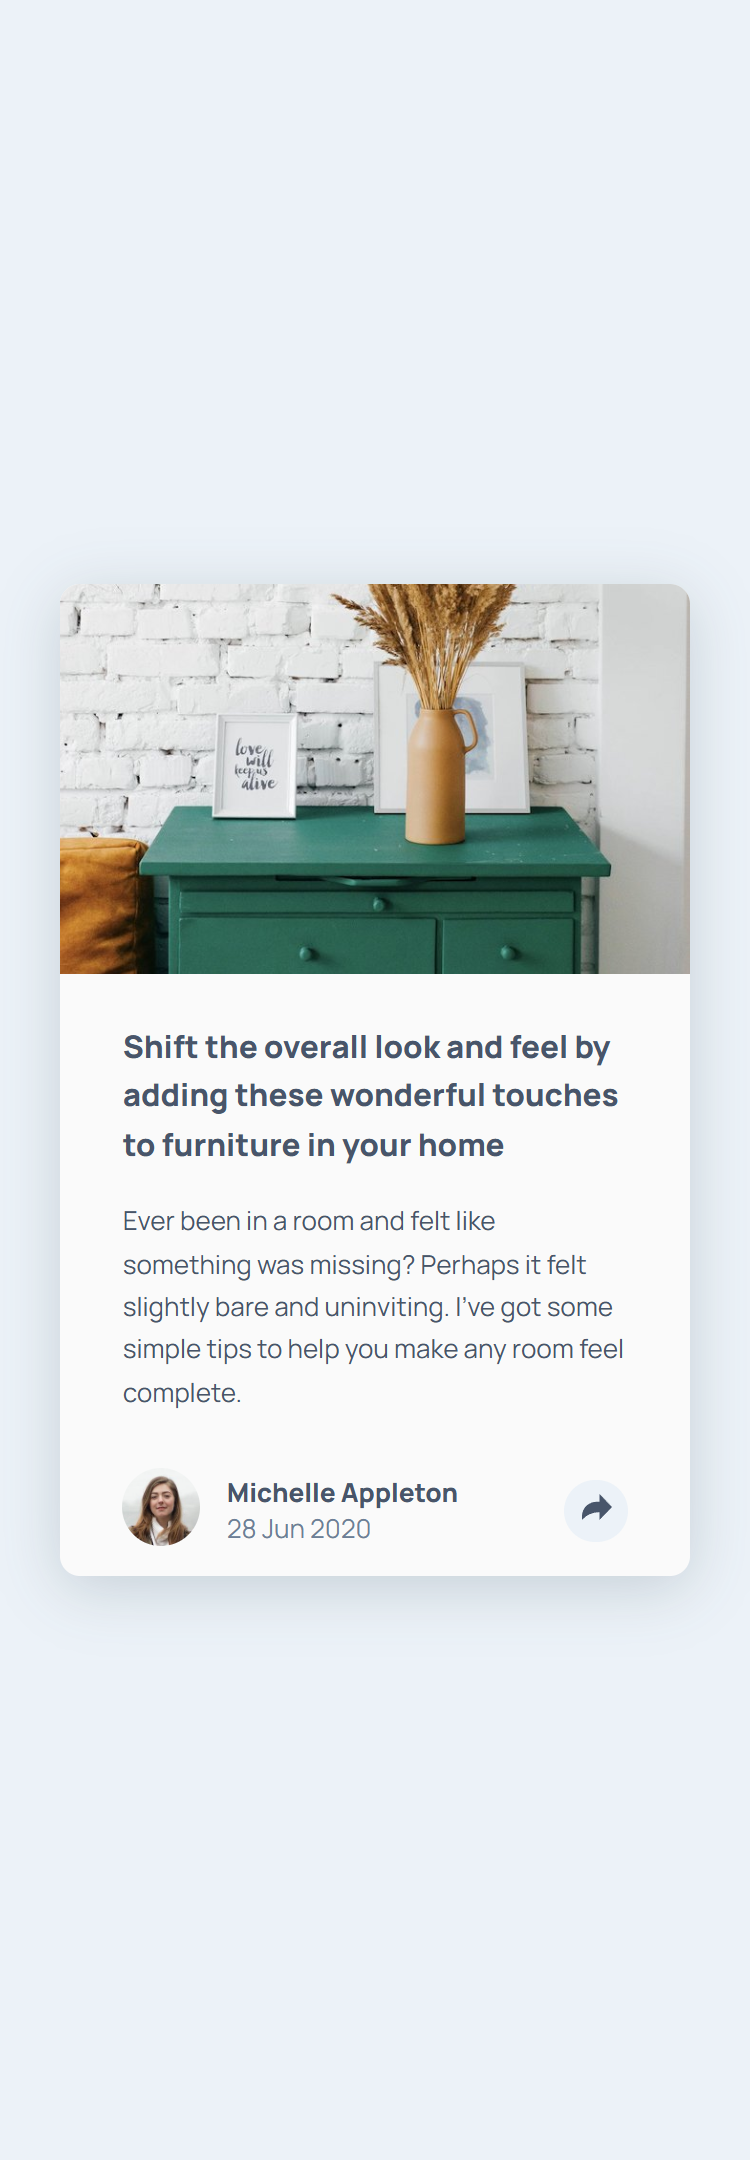 love
will
keep us
alive
Shift the overall look and feel by
adding these wonderful touches
to furniture in your home
Ever been in a room and felt like
something was missing? Perhaps it felt
slightly bare and uninviting. I’ve got some
simple tips to help you make any room feel
complete.
Michelle Appleton
28 Jun 2020